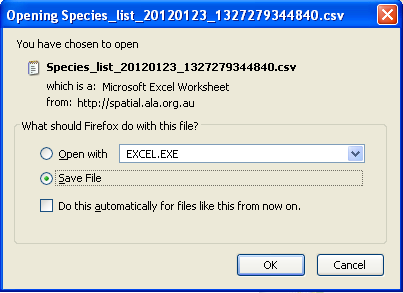 Opening Species_list_20120123_1327279344840.csv
You have chosen to open
Species_list_20120123_1327279344840.csv
which is a: Microsoft Excel Worksheet
from: http://spatial.ala.org.au
What should Firefox do with this file?
Open with EXCEL.EXE
Save File
Do this automatically for files like this from now on.
OK Cancel